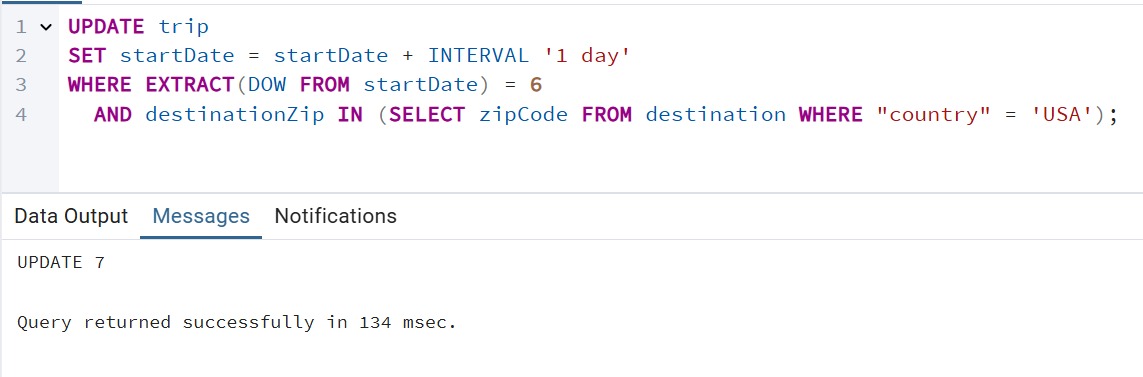 1 UPDATE trip
2 SET startDate = startDate + INTERVAL '1 day'
3 WHERE EXTRACT(DOW FROM startDate) = 6
4 AND destinationZip IN (SELECT zipCode FROM destination WHERE "country" = 'USA');
Data Output Messages Notifications
UPDATE 7
Query returned successfully in 134 msec.